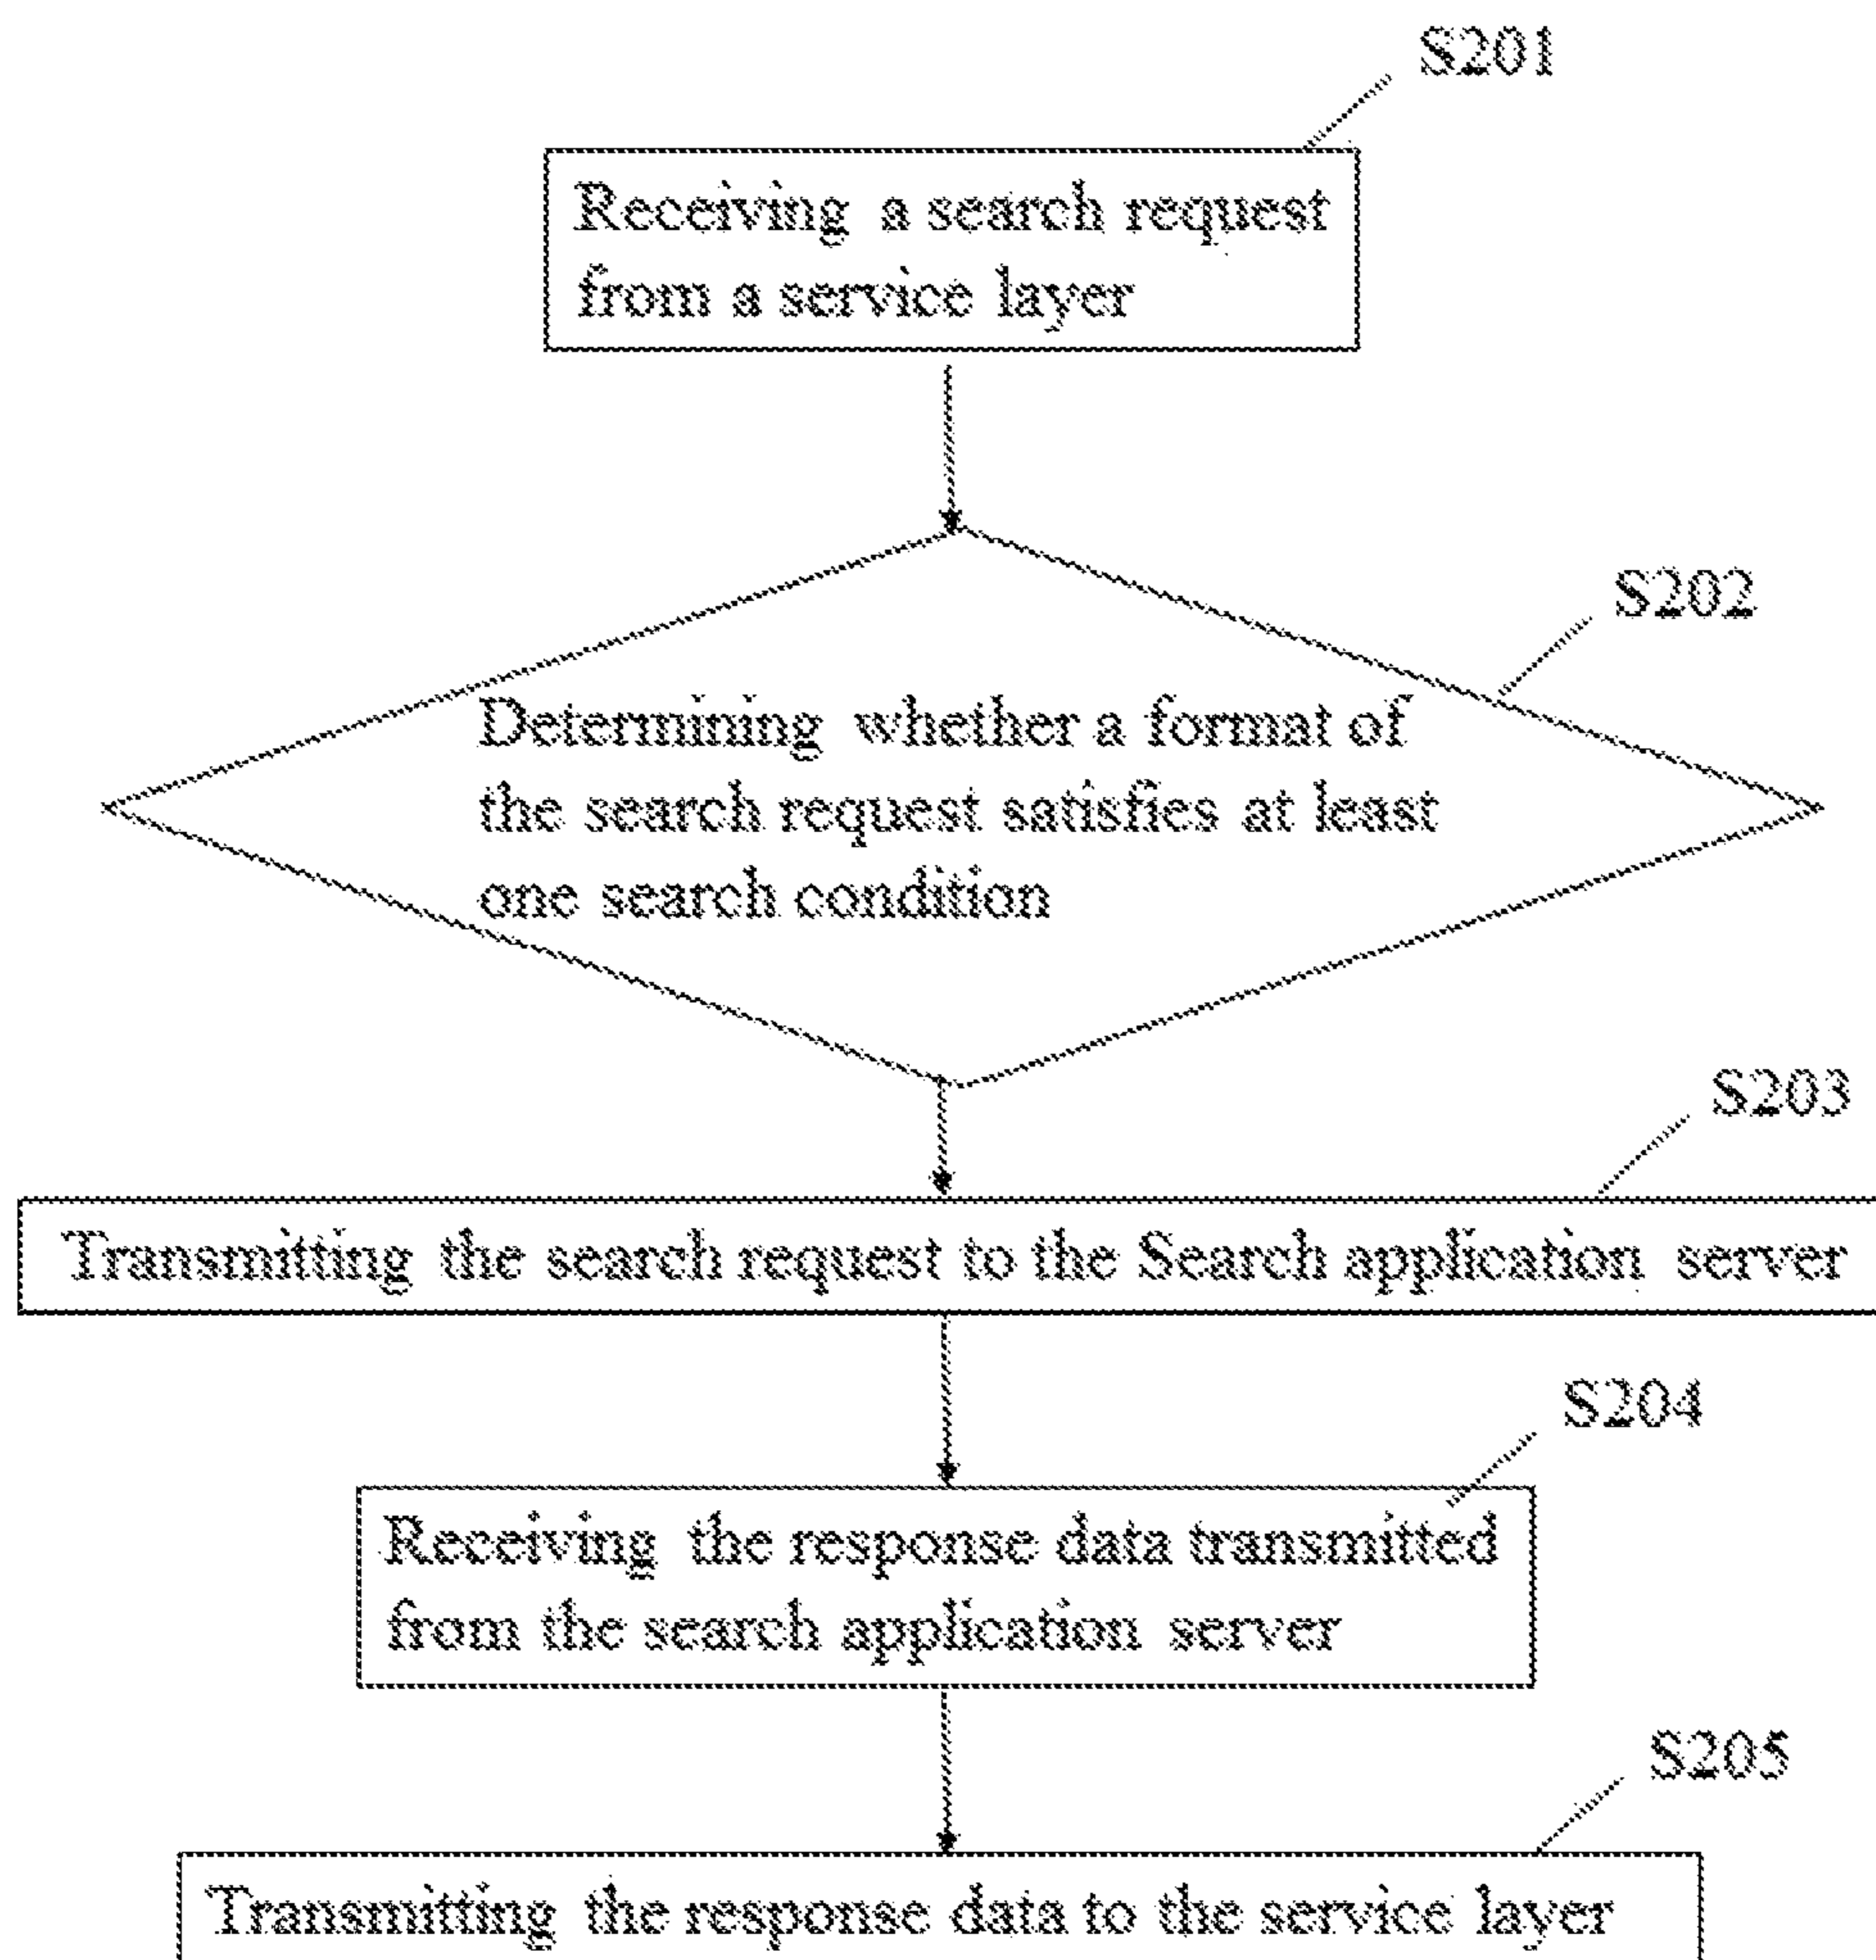 S201
Receiving a search request
from a service layer
S202
Determining whether a format of
the search request satisfies at least
one search condition
S203
Transmitting the search request to the Search application server
S204
Receiving the response data transmitted
from the search application server
S205
Transmitting the response data to the service layer